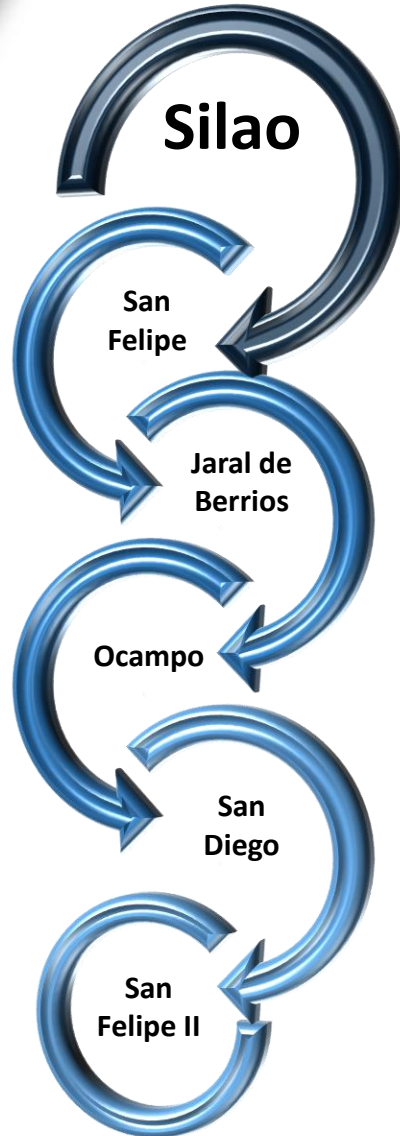 Silao
San
Felipe
Jaral de
Berrios
Ocampo
San
Diego
San
Felipe II